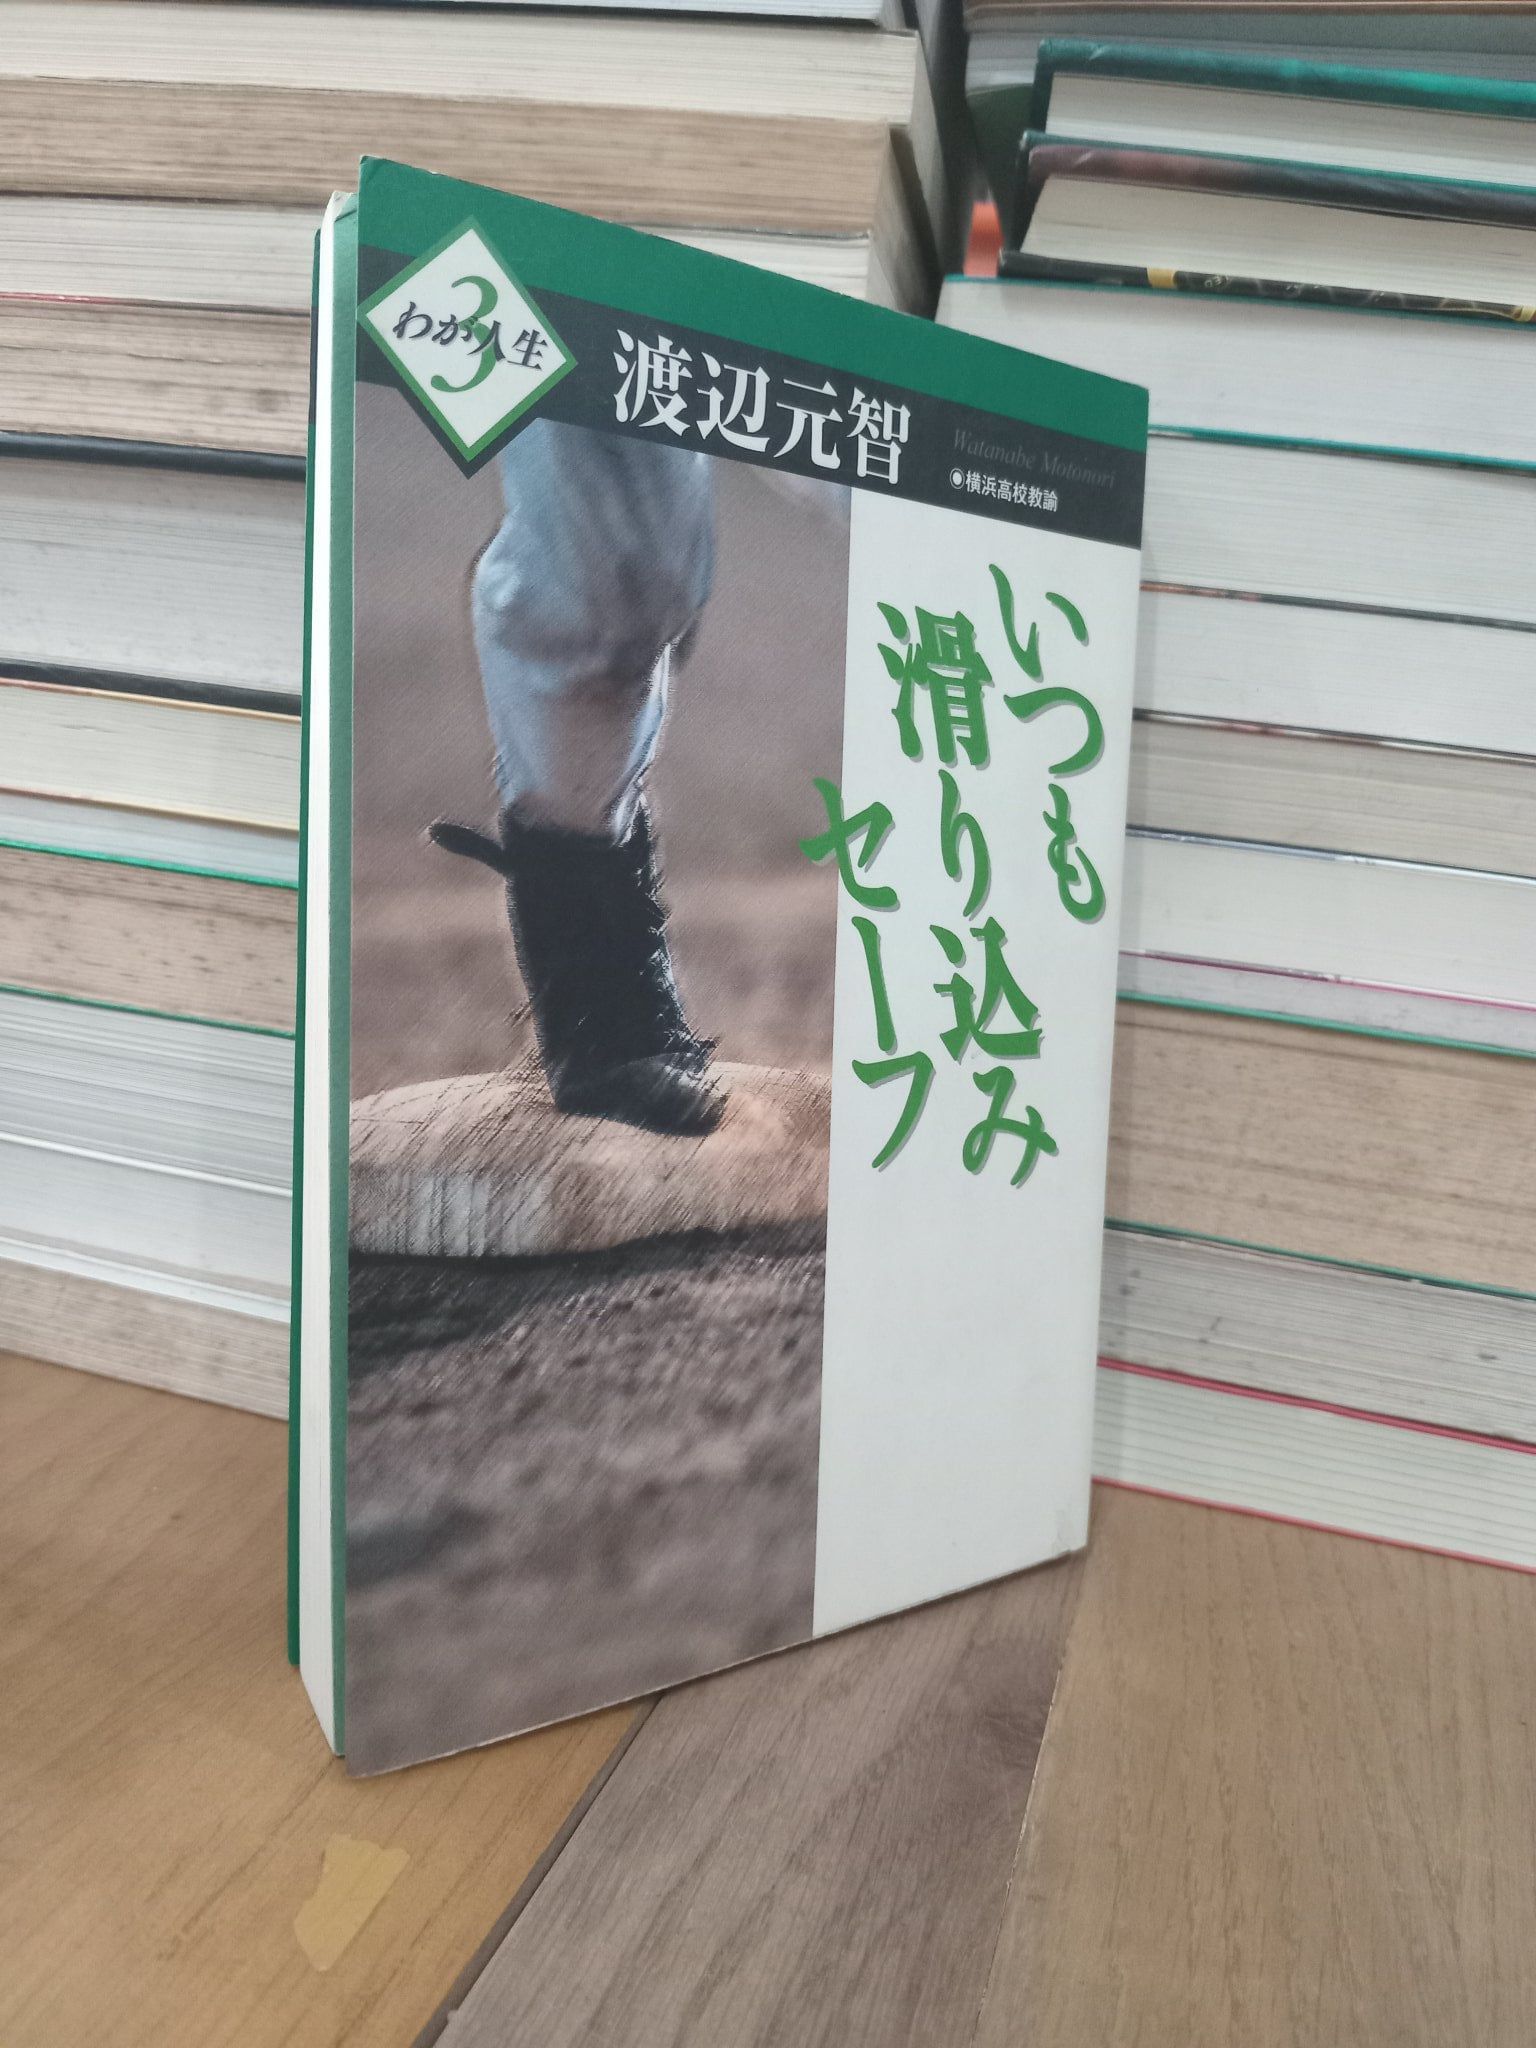 3
わが人生
渡辺元智
Watanabe Motonori
◉横浜高校教諭
いつも
滑り込み
セーフ